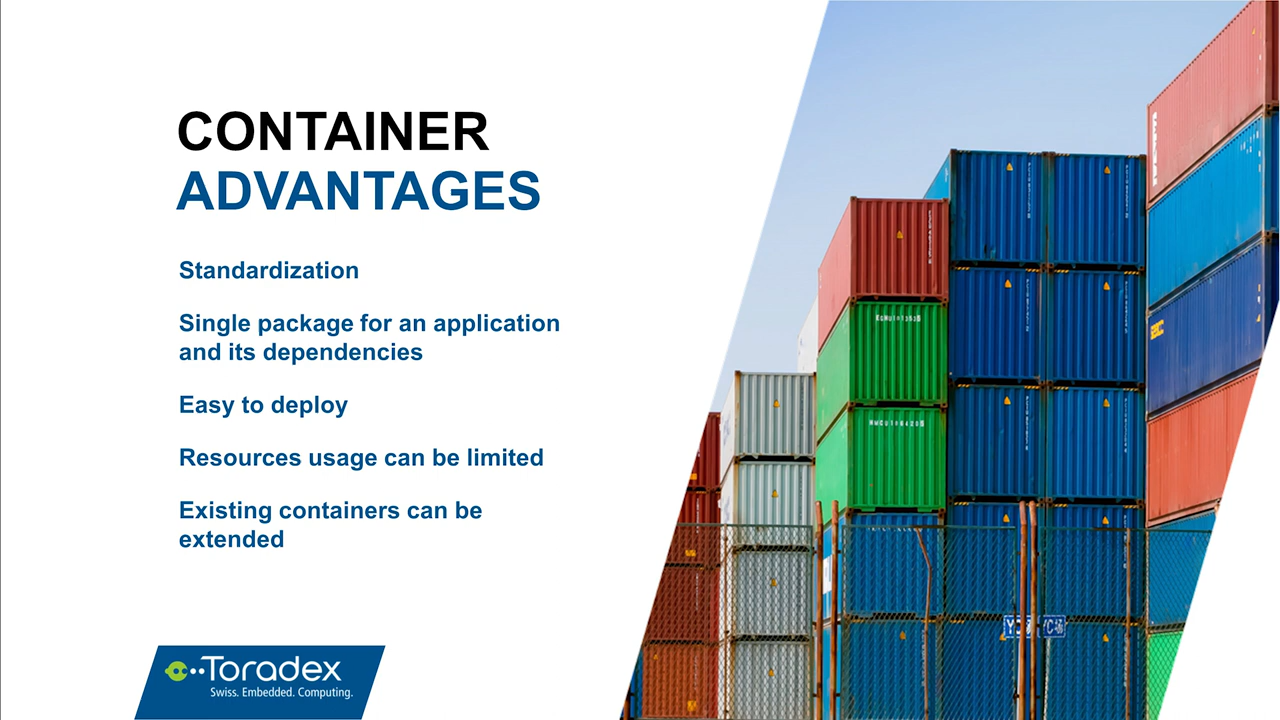 CONTAINER
ADVANTAGES
Standardization
Single package for an application
and its dependencies
Easy to deploy
Resources usage can be limited
Existing containers can be
extended
Toradex
Swiss. Embedded. Computing.